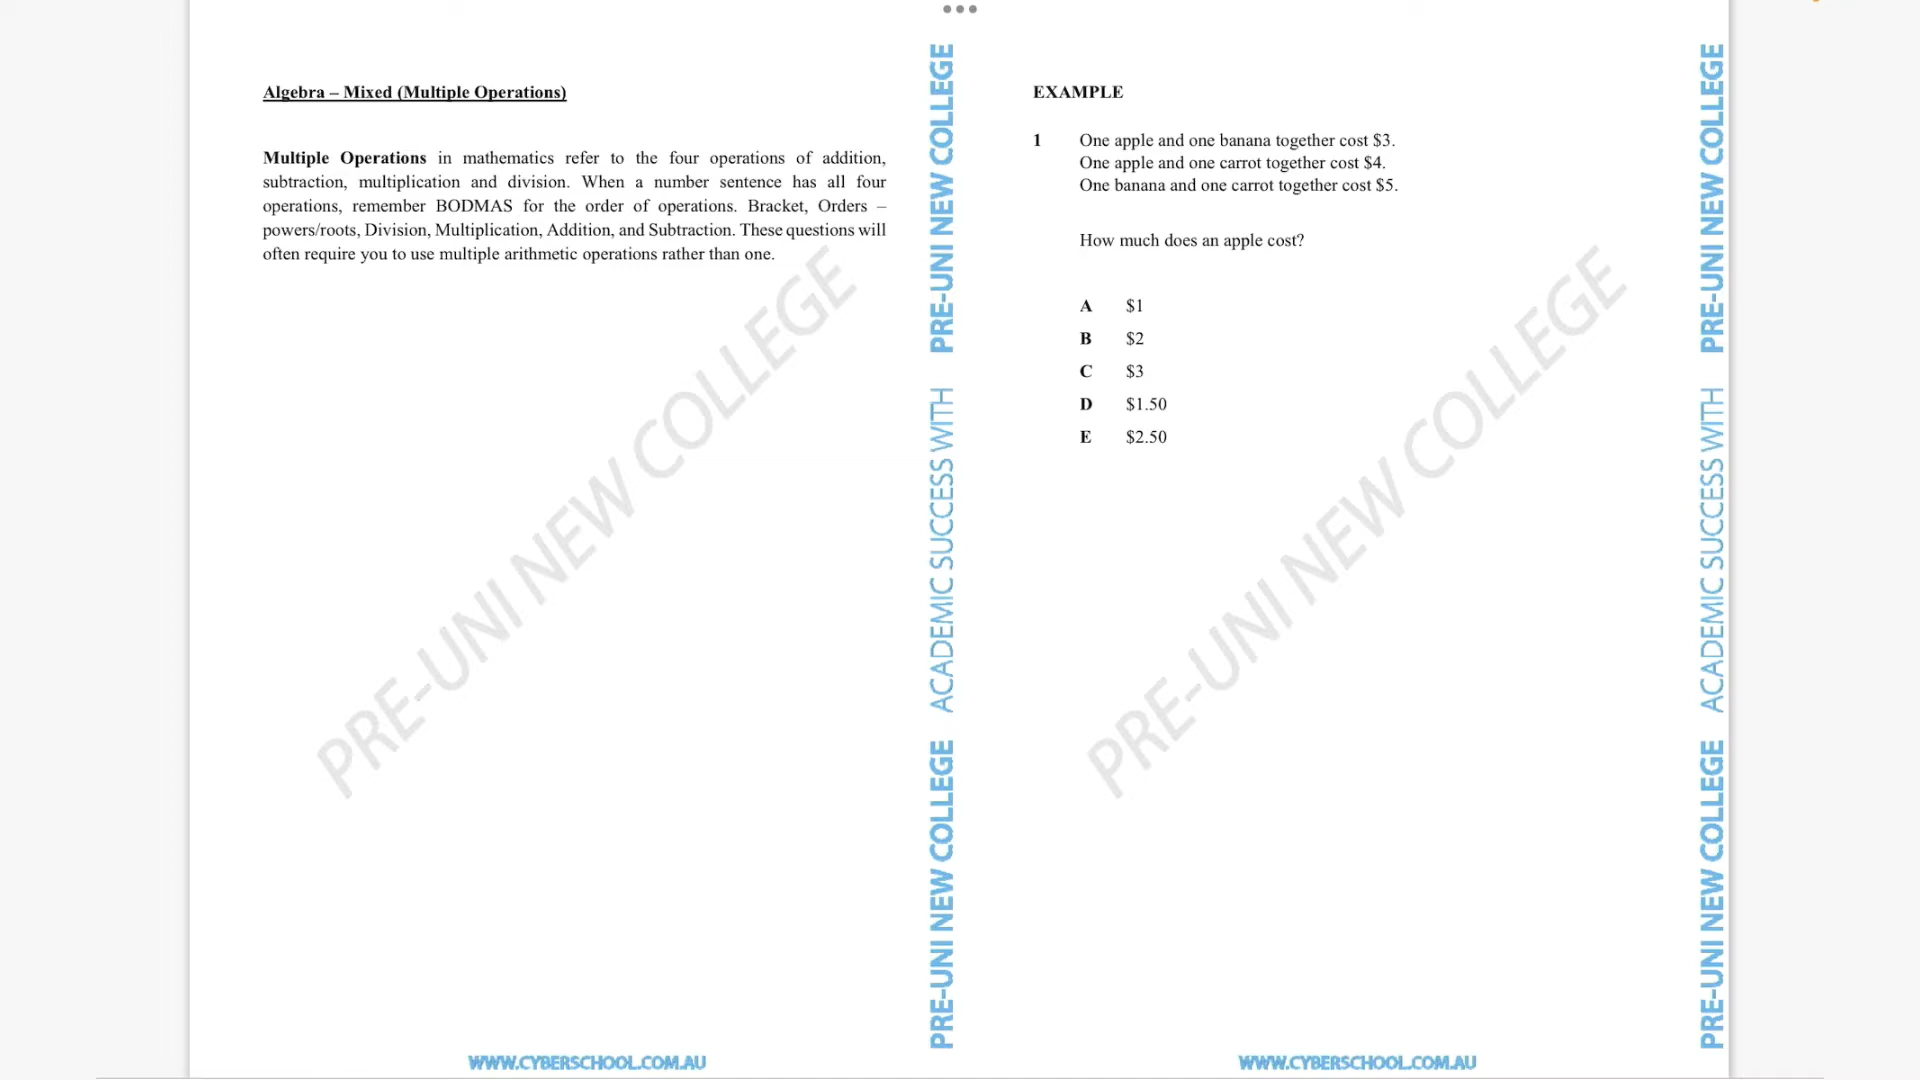 Algebra – Mixed (Multiple Operations)
Multiple Operations in mathematics refer to the four operations of addition,
subtraction, multiplication and division. When a number sentence has all four
operations, remember BODMAS for the order of operations. Bracket, Orders –
powers/roots, Division, Multiplication, Addition, and Subtraction. These questions will
often require you to use multiple arithmetic operations rather than one.
PRE-UNI NEW COLLEGE
PRE-UNI NEW COLLEGE ACADEMIC SUCCESS WITH PRE-UNI NEW COLLEGE
WWW.CYBERSCHOOL.COM.AU
EXAMPLE
1 One apple and one banana together cost $3.
One apple and one carrot together cost $4.
One banana and one carrot together cost $5.
How much does an apple cost?
A $1
B $2
C $3
D $1.50
E $2.50
PRE-UNI NEW COLLEGE
PRE-UNI NEW COLLEGE ACADEMIC SUCCESS WITH PRE-UNI NEW COLLEGE
WWW.CYBERSCHOOL.COM.AU